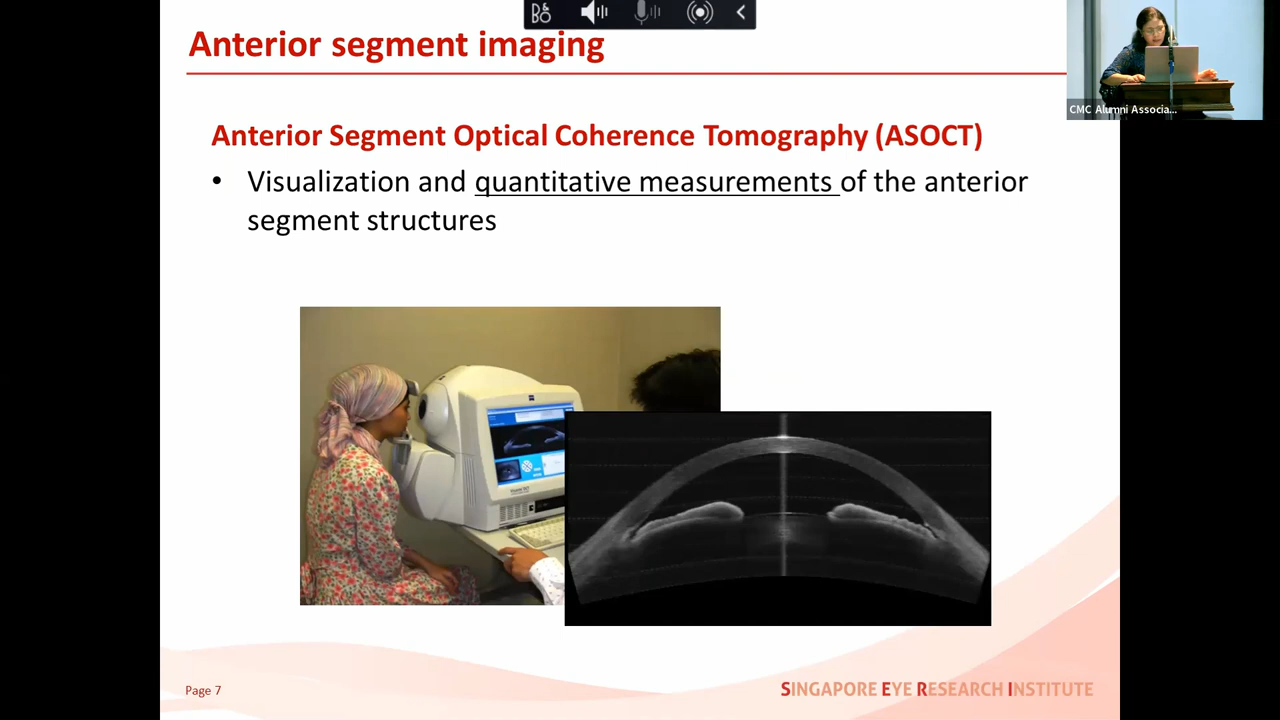 B&O
Anterior segment imaging
CMC Alumni Associa...
Anterior Segment Optical Coherence Tomography (ASOCT)
• Visualization and quantitative measurements of the anterior
segment structures
Page 7
SINGAPORE EYE RESEARCH INSTITUTE